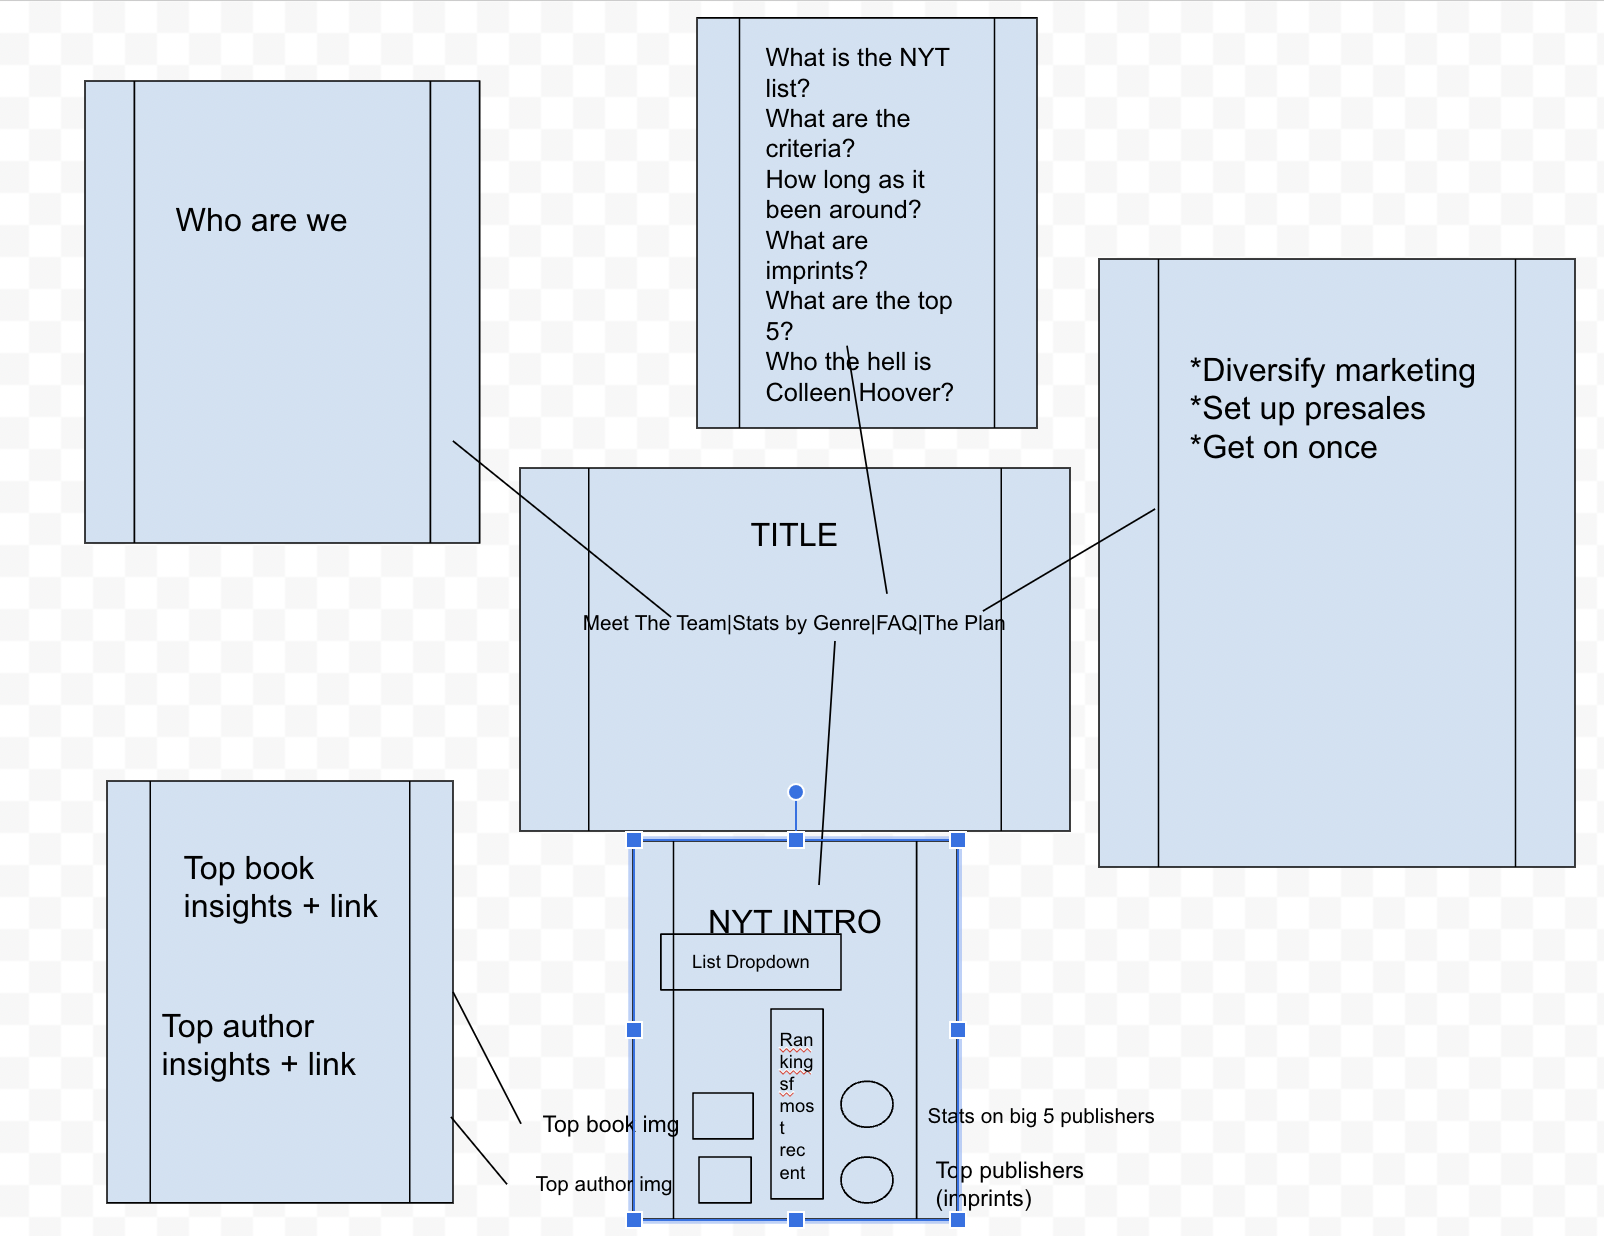 What is the NYT
list?
What are the
criteria?
How long as it
been around?
What are
imprints?
What are the top
5?
Who the hell is
Colleen Hoover?
Who are we
*Diversify marketing
*Set up presales
*Get on once
TITLE
Meet The Team|Stats by Genre|FAQ|The Plan
Top book
insights + link
Top author
insights + link
NYT INTRO
List Dropdown
Ran
king
sf
mos
t
rec
ent
Top book img
Top author img
Stats on big 5 publishers
Top publishers
(imprints)